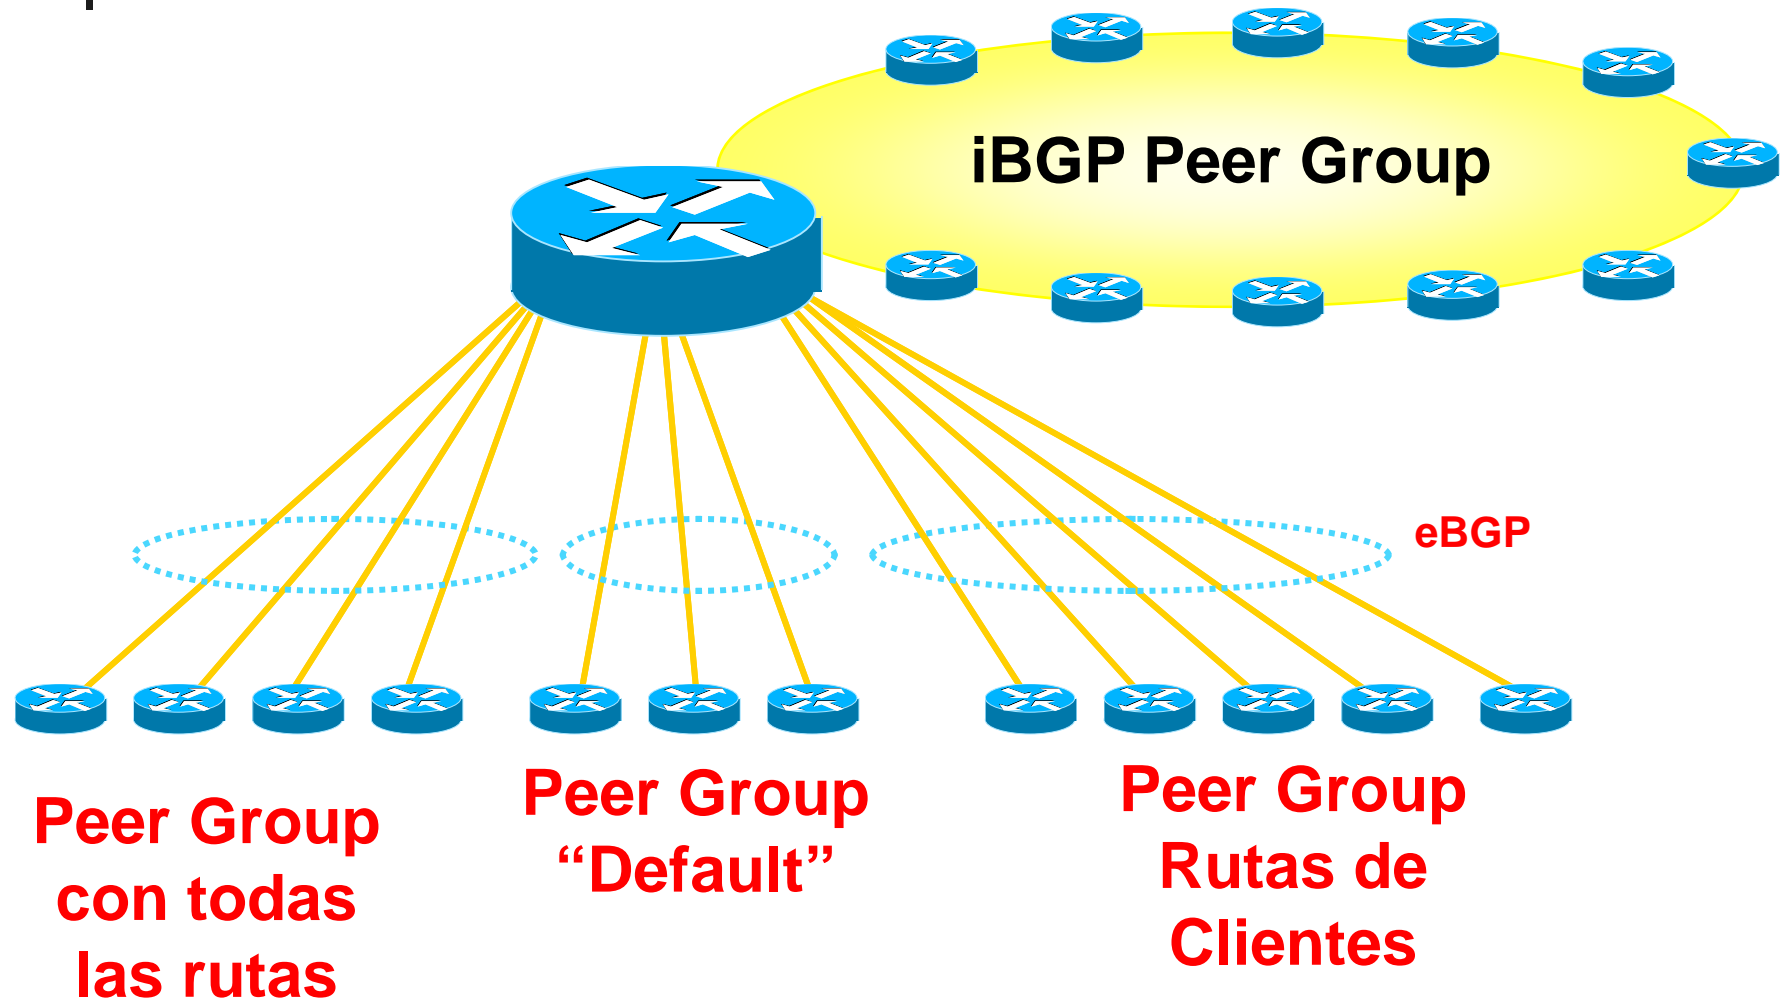 iBGP Peer Group
eBGP
Peer Group
con todas
las rutas
Peer Group
“Default”
Peer Group
Rutas de
Clientes